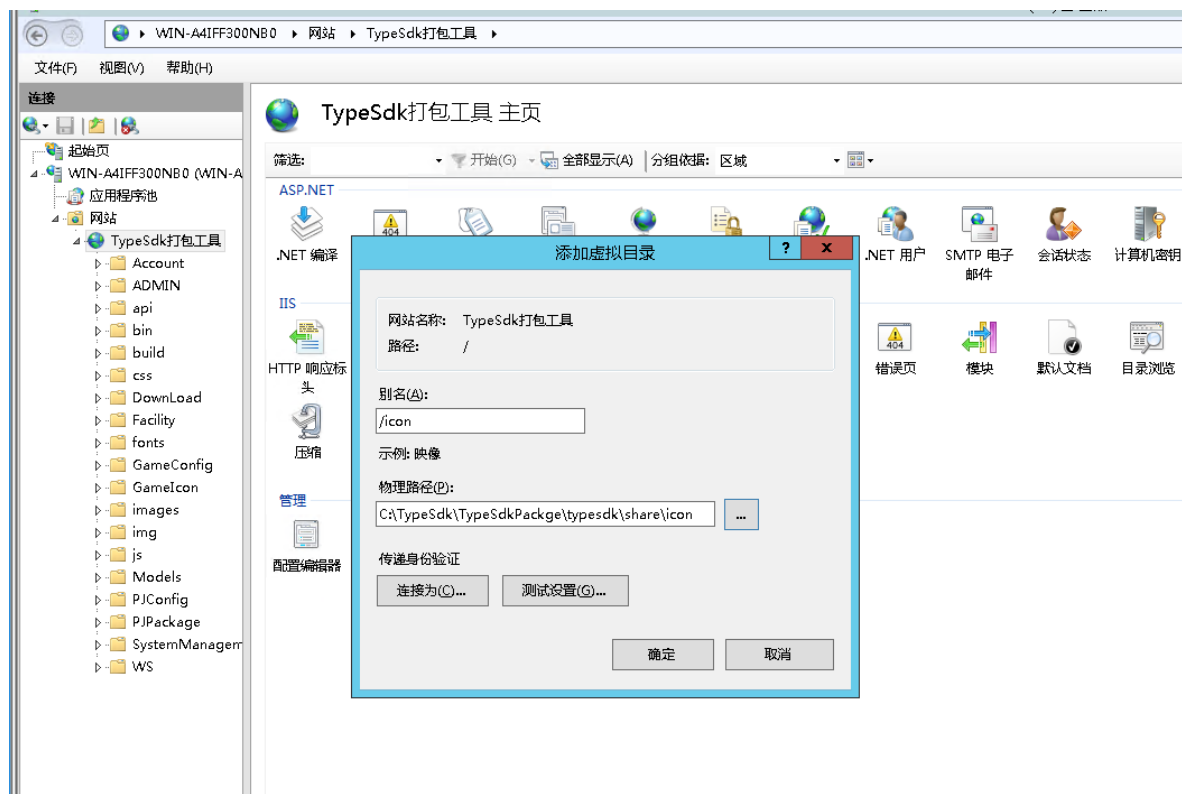 WIN-A4IFF300NB0 网站 TypeSdk打包工具
文件(F) 视图(V) 帮助(H)
连接
起始页
WIN-A4IFF300NB0 (WIN-A
应用程序池
网站
TypeSdk打包工具
Account
ADMIN
api
bin
build
css
DownLoad
Facility
fonts
GameConfig
GameIcon
images
img
js
Models
PJConfig
PJPackage
SystemManagem
WS
TypeSdk打包工具 主页
筛选: 开始(G) 全部显示(A) 分组依据: 区域
ASP.NET
404
.NET 编译
.NET 用户
SMTP 电子
邮件
会话状态
计算机密钥
IIS
HTTP 响应标
头
404
错误页
模块
默认文档
目录浏览
压缩
管理
配置编辑器
添加虚拟目录 ? x
网站名称: TypeSdk打包工具
路径: /
别名(A):
/icon
示例: 映像
物理路径(P):
C:\TypeSdk\TypeSdkPackge\typesdk\share\icon ...
传递身份验证
连接为(C)... 测试设置(G)...
确定 取消